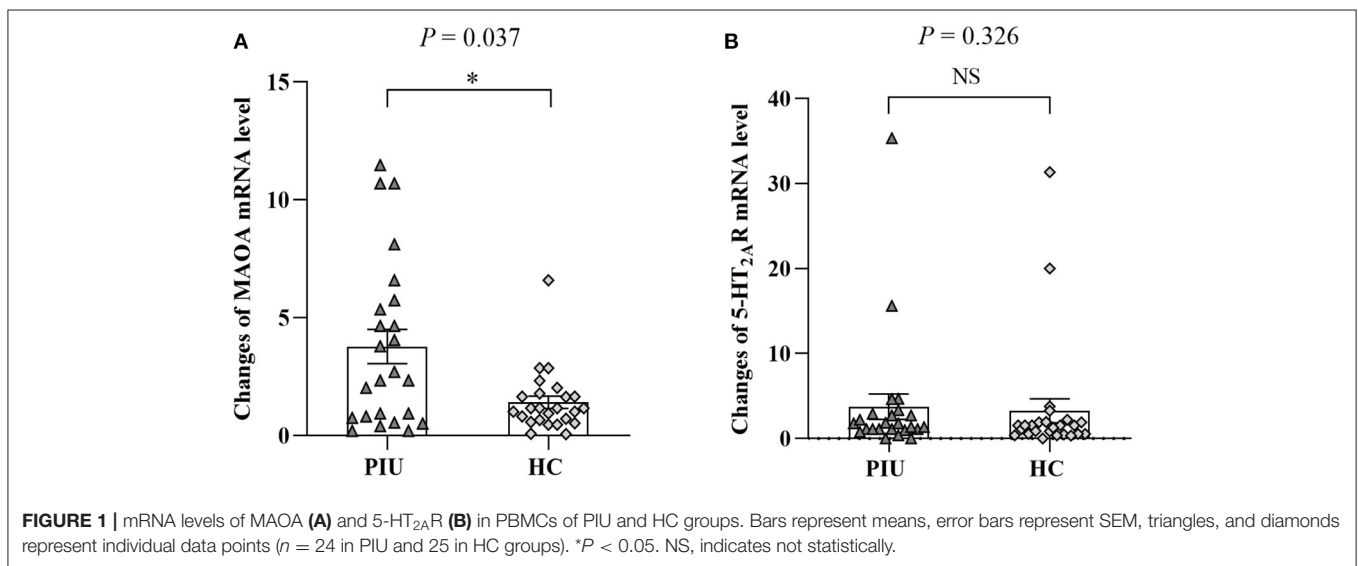 A
P = 0.037
*
Changes of MAOA mRNA level
15
10
5
0
PIU
HC
B
P = 0.326
NS
Changes of 5-HT2AR mRNA level
40
30
20
10
0
PIU
HC
FIGURE 1 | mRNA levels of MAOA (A) and 5-HT2AR (B) in PBMCs of PIU and HC groups. Bars represent means, error bars represent SEM, triangles, and diamonds
represent individual data points (n = 24 in PIU and 25 in HC groups). *P < 0.05. NS, indicates not statistically.